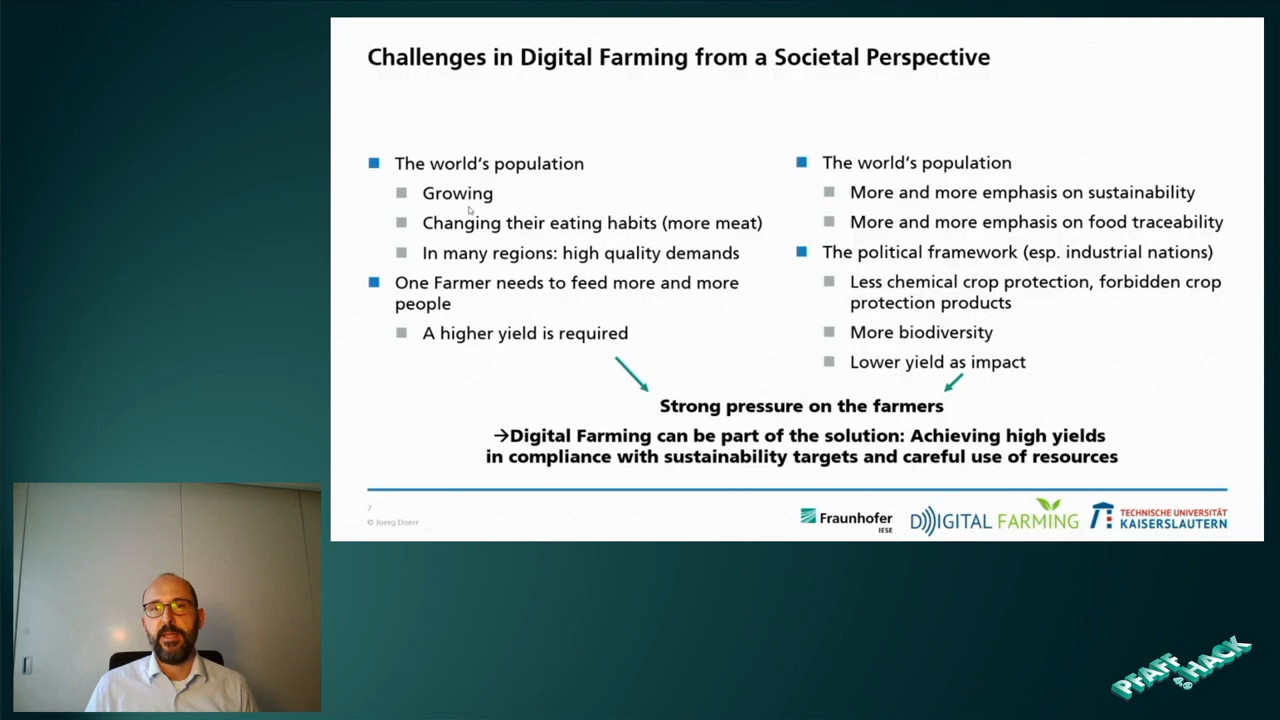 Challenges in Digital Farming from a Societal Perspective
The world's population
Growing
Changing their eating habits (more meat)
In many regions: high quality demands
One Farmer needs to feed more and more
people
A higher yield is required
The world's population
More and more emphasis on sustainability
More and more emphasis on food traceability
The political framework (esp. industrial nations)
Less chemical crop protection, forbidden crop
protection products
More biodiversity
Lower yield as impact
Strong pressure on the farmers
→Digital Farming can be part of the solution: Achieving high yields
in compliance with sustainability targets and careful use of resources
7
© Joerg Doerr
Fraunhofer
IESE
DIGITAL FARMING
TECHNISCHE UNIVERSITÄT
KAISERSLAUTERN
PFAFF
HACK